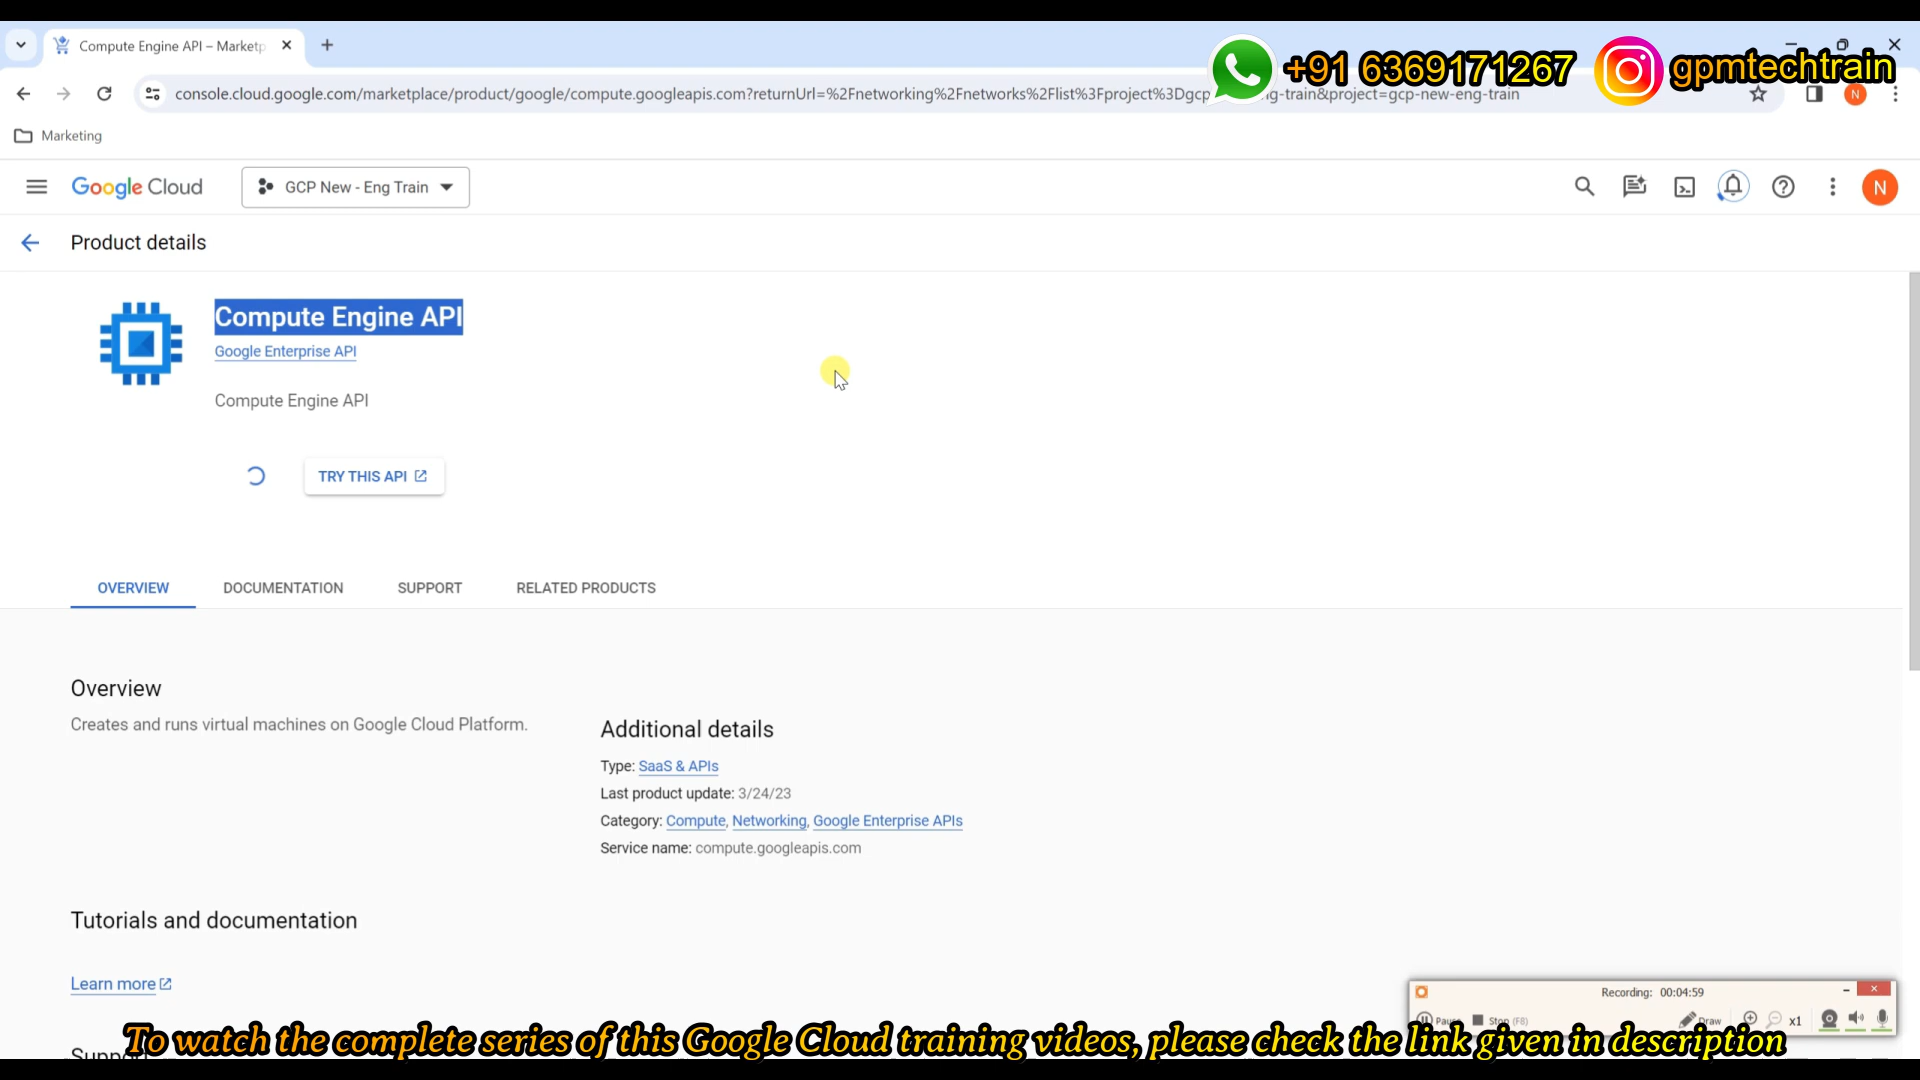 Compute Engine API – Marketp
+91 6369171267
gpmtechtrain
console.cloud.google.com/marketplace/product/google/compute.googleapis.com?returnUrl=%2Fnetworking%2Fnetworks%2Flist%3Fproject%3Dgcp
g-train&project=gcp-new-eng-train
N
Marketing
Google Cloud
GCP New - Eng Train
N
Product details
Compute Engine API
Google Enterprise API
Compute Engine API
TRY THIS API
OVERVIEW
DOCUMENTATION
SUPPORT
RELATED PRODUCTS
Overview
Creates and runs virtual machines on Google Cloud Platform.
Additional details
Type: SaaS & APIs
Last product update: 3/24/23
Category: Compute, Networking, Google Enterprise APIs
Service name: compute.googleapis.com
Tutorials and documentation
Learn more
Recording: 00:04:59
Pause
Stop (F8)
Draw
x1
To watch the complete series of this Google Cloud training videos, please check the link given in description